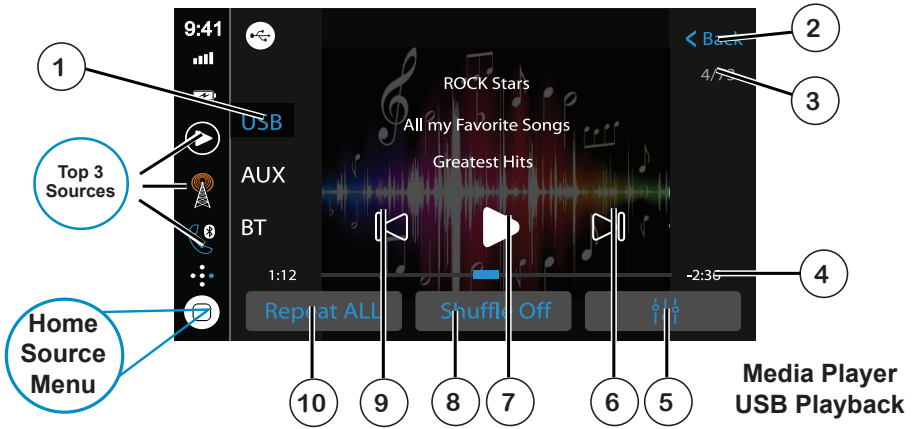 9:41
1
Top 3
Sources
Home
Source
Menu
USB
AUX
BT
ROCK Stars
All my Favorite Songs
Greatest Hits
< Back
4/73
2
3
1:12
-2:36
4
Repeat ALL
Shuffle Off
10
9
8
7
6
5
Media Player
USB Playback